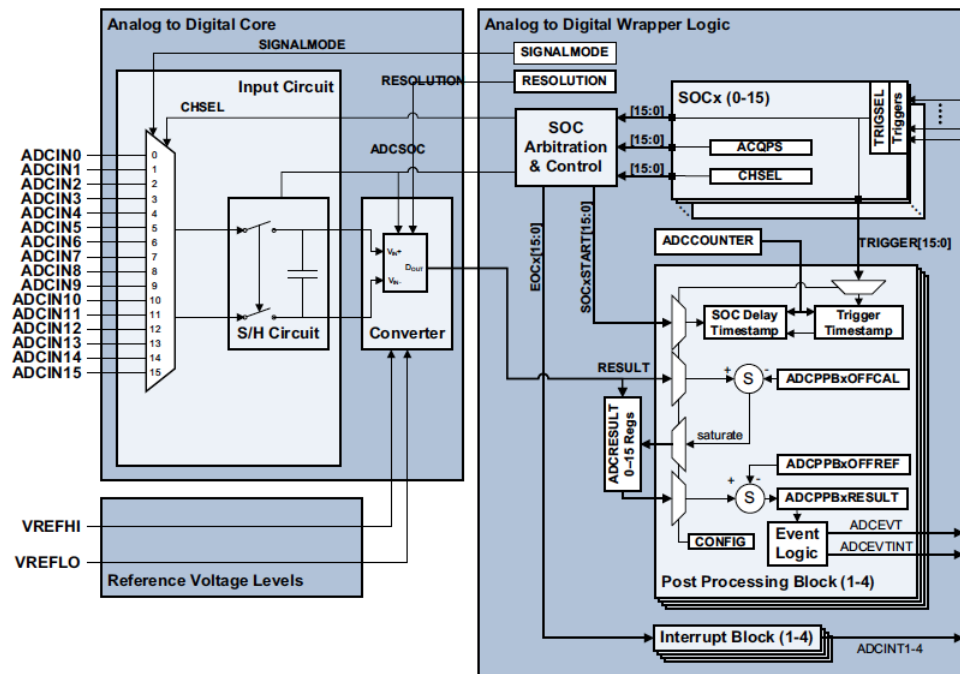 Analog to Digital Core
SIGNALMODE
RESOLUTION
Input Circuit
CHSEL
ADCSOC
ADCIN0
ADCIN1
ADCIN2
ADCIN3
ADCIN4
ADCIN5
ADCIN6
ADCIN7
ADCIN8
ADCIN9
ADCIN10
ADCIN11
ADCIN12
ADCIN13
ADCIN14
ADCIN15
0
1
2
3
4
5
6
7
8
9
10
11
12
13
14
15
S/H Circuit
VIN+
DOUT
VIN-
Converter
VREFHI
VREFLO
Reference Voltage Levels
Analog to Digital Wrapper Logic
SIGNALMODE
RESOLUTION
SOC
Arbitration
& Control
[15:0]
[15:0]
[15:0]
SOCx (0-15)
TRIGSEL
Triggers
ACQPS
CHSEL
EOCx[15:0]
SOCxSTART[15:0]
ADCCOUNTER
TRIGGER[15:0]
SOC Delay
Timestamp
Trigger
Timestamp
RESULT
+
S
-
ADCPPBxOFFCAL
ADCRESULT
0–15 Regs
saturate
ADCPPBxOFFREF
+
-
S
ADCPPBxRESULT
CONFIG
Event
Logic
ADCEVT
ADCEVTINT
Post Processing Block (1-4)
Interrupt Block (1-4)
ADCINT1-4